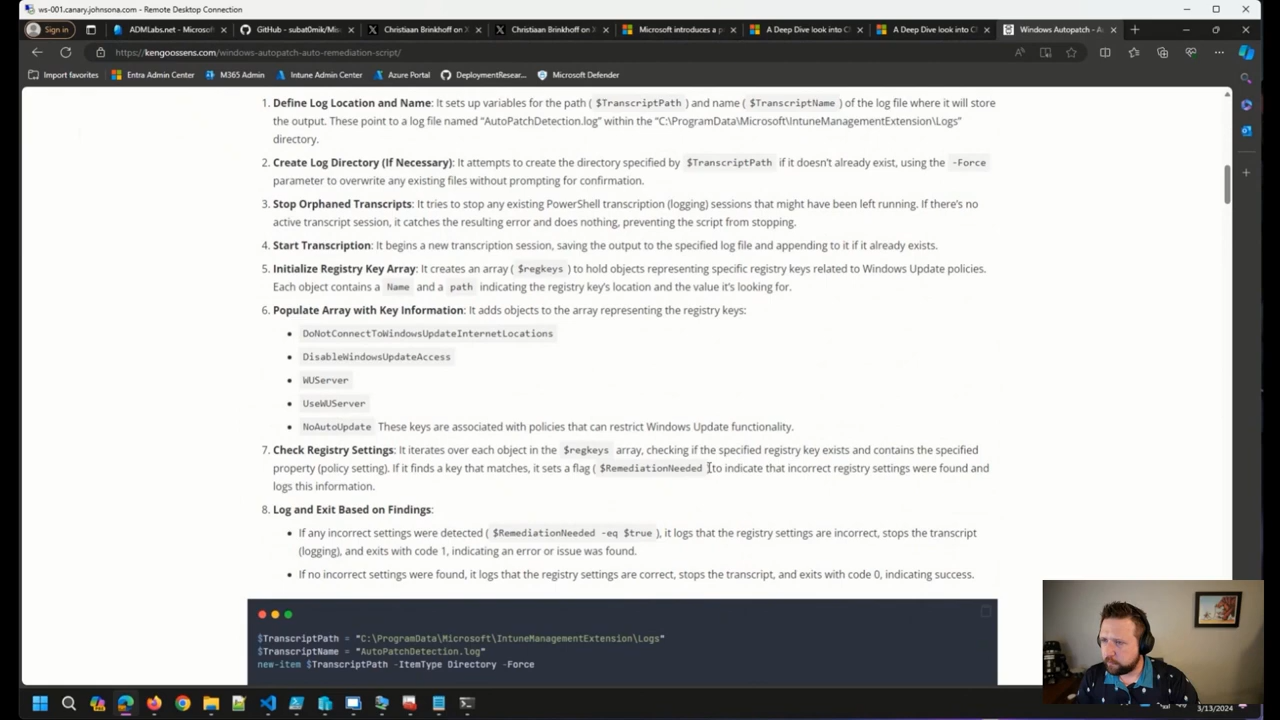 ws-001.canary.johnsona.com - Remote Desktop Connection
Sign in
ADMLabs.net
GitHub - subat0mik/Mis
Christiaan Brinkhoff on X
Christiaan Brinkhoff on X
Microsoft introduces a p
A Deep Dive look into Cl
A Deep Dive look into Cl
Windows Autopatch - Au
https://kengoossens.com/windows-autopatch-auto-remediation-script/
Import favorites
Entra Admin Center
M365 Admin
Intune Admin Center
Azure Portal
DeploymentResear...
Microsoft Defender
1. Define Log Location and Name: It sets up variables for the path ( $TranscriptPath ) and name ( $TranscriptName ) of the log file where it will store
the output. These point to a log file named “AutoPatchDetection.log” within the “C:\ProgramData\Microsoft\IntuneManagementExtension\Logs”
directory.
2. Create Log Directory (If Necessary): It attempts to create the directory specified by $TranscriptPath if it doesn't already exist, using the -Force
parameter to overwrite any existing files without prompting for confirmation.
3. Stop Orphaned Transcripts: It tries to stop any existing PowerShell transcription (logging) sessions that might have been left running. If there's no
active transcript session, it catches the resulting error and does nothing, preventing the script from stopping.
4. Start Transcription: It begins a new transcription session, saving the output to the specified log file and appending to it if it already exists.
5. Initialize Registry Key Array: It creates an array ( $regkeys ) to hold objects representing specific registry keys related to Windows Update policies.
Each object contains a Name and a path indicating the registry key's location and the value it's looking for.
6. Populate Array with Key Information: It adds objects to the array representing the registry keys:
• DoNotConnectToWindowsUpdateInternetLocations
• DisableWindowsUpdateAccess
• WUServer
• UseWUServer
• NoAutoUpdate These keys are associated with policies that can restrict Windows Update functionality.
7. Check Registry Settings: It iterates over each object in the $regkeys array, checking if the specified registry key exists and contains the specified
property (policy setting). If it finds a key that matches, it sets a flag ( $RemediationNeeded )to indicate that incorrect registry settings were found and
logs this information.
8. Log and Exit Based on Findings:
• If any incorrect settings were detected ( $RemediationNeeded -eq $true ), it logs that the registry settings are incorrect, stops the transcript
(logging), and exits with code 1, indicating an error or issue was found.
• If no incorrect settings were found, it logs that the registry settings are correct, stops the transcript, and exits with code 0, indicating success.
$TranscriptPath = "C:\ProgramData\Microsoft\IntuneManagementExtension\Logs"
$TranscriptName = "AutoPatchDetection.log"
new-item $TranscriptPath -ItemType Directory -Force
3/13/2024